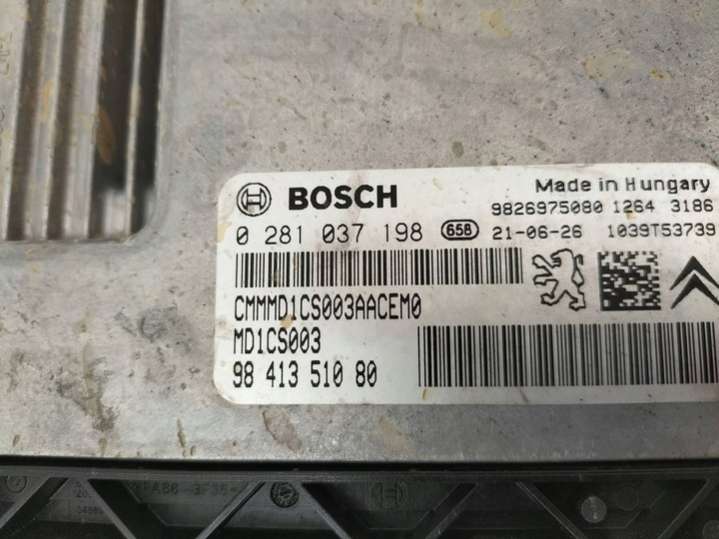 BOSCH
Made in Hungary
9826975080 1264 3186
0 281 037 198 658 21-06-26 1039T53739
CMMMD1CS003AACEM0
MD1CS003
98 413 510 80